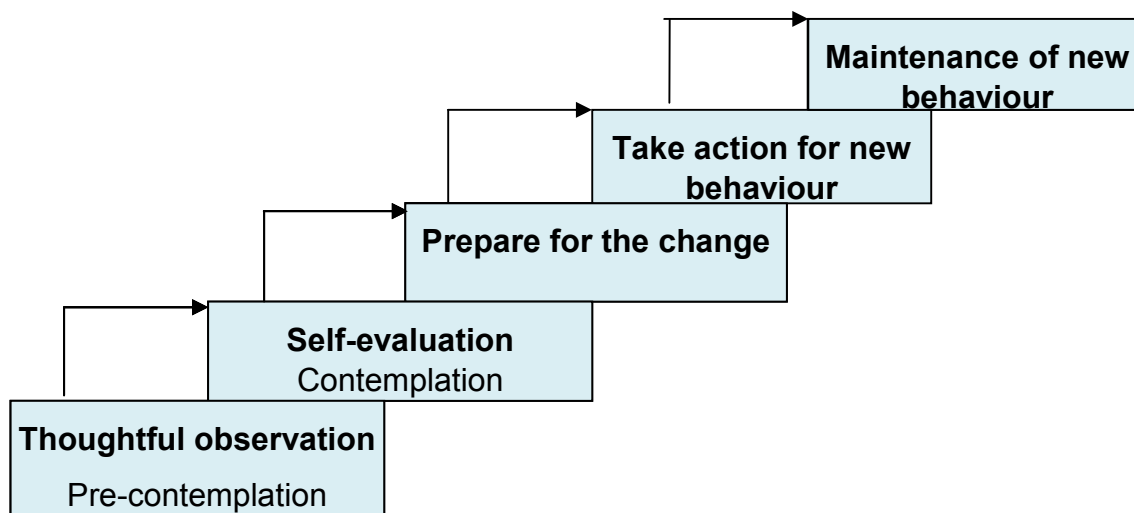 Maintenance of new
behaviour
Take action for new
behaviour
Prepare for the change
Self-evaluation
Contemplation
Thoughtful observation
Pre-contemplation